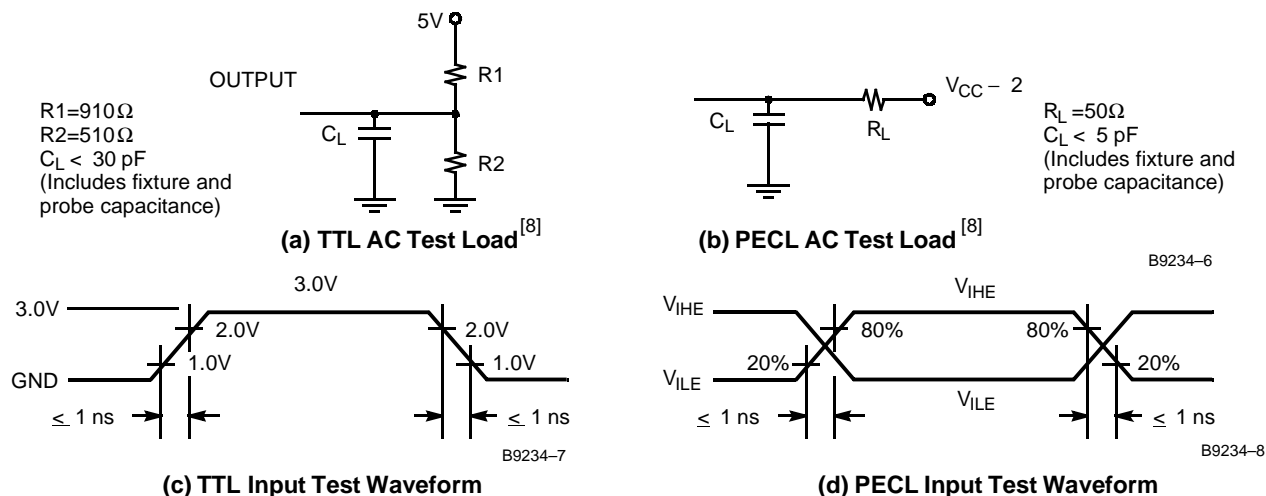 5V
OUTPUT
R1
R1=910Ω
R2=510Ω
C_L < 30 pF
(Includes fixture and
probe capacitance)
C_L
R2
(a) TTL AC Test Load[8]
V_CC – 2
C_L
R_L
R_L =50Ω
C_L < 5 pF
(Includes fixture and
probe capacitance)
(b) PECL AC Test Load[8]
B9234–6
3.0V
3.0V
2.0V
2.0V
1.0V
1.0V
GND
≤ 1 ns
≤ 1 ns
B9234–7
(c) TTL Input Test Waveform
V_IHE
V_IHE
80%
80%
20%
20%
V_ILE
V_ILE
≤ 1 ns
≤ 1 ns
B9234–8
(d) PECL Input Test Waveform